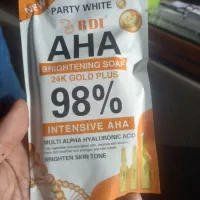 NEW
PARTY WHITE
RDL
AHA
BRIGHTENING SOAP
24K GOLD PLUS
98%
INTENSIVE AHA
MULTI ALPHA HYALURONIC ACID
BRIGHTEN SKIN TONE